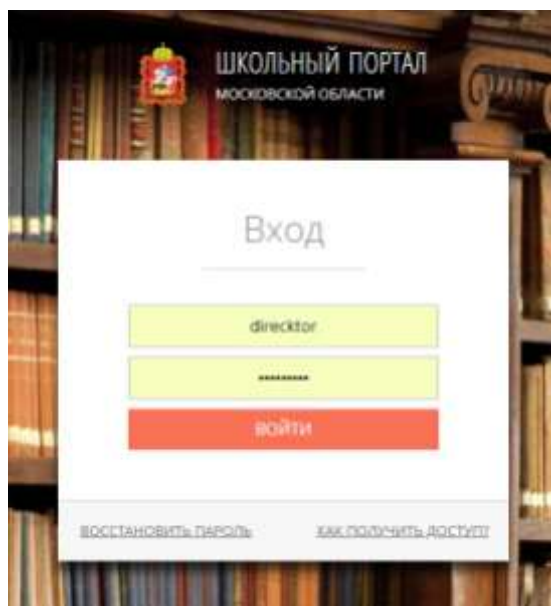 ШКОЛЬНЫЙ ПОРТАЛ
МОСКОВСКОЙ ОБЛАСТИ
Вход
direcktor
•••••••••
ВОЙТИ
ВОССТАНОВИТЬ ПАРОЛЬ
КАК ПОЛУЧИТЬ ДОСТУП?